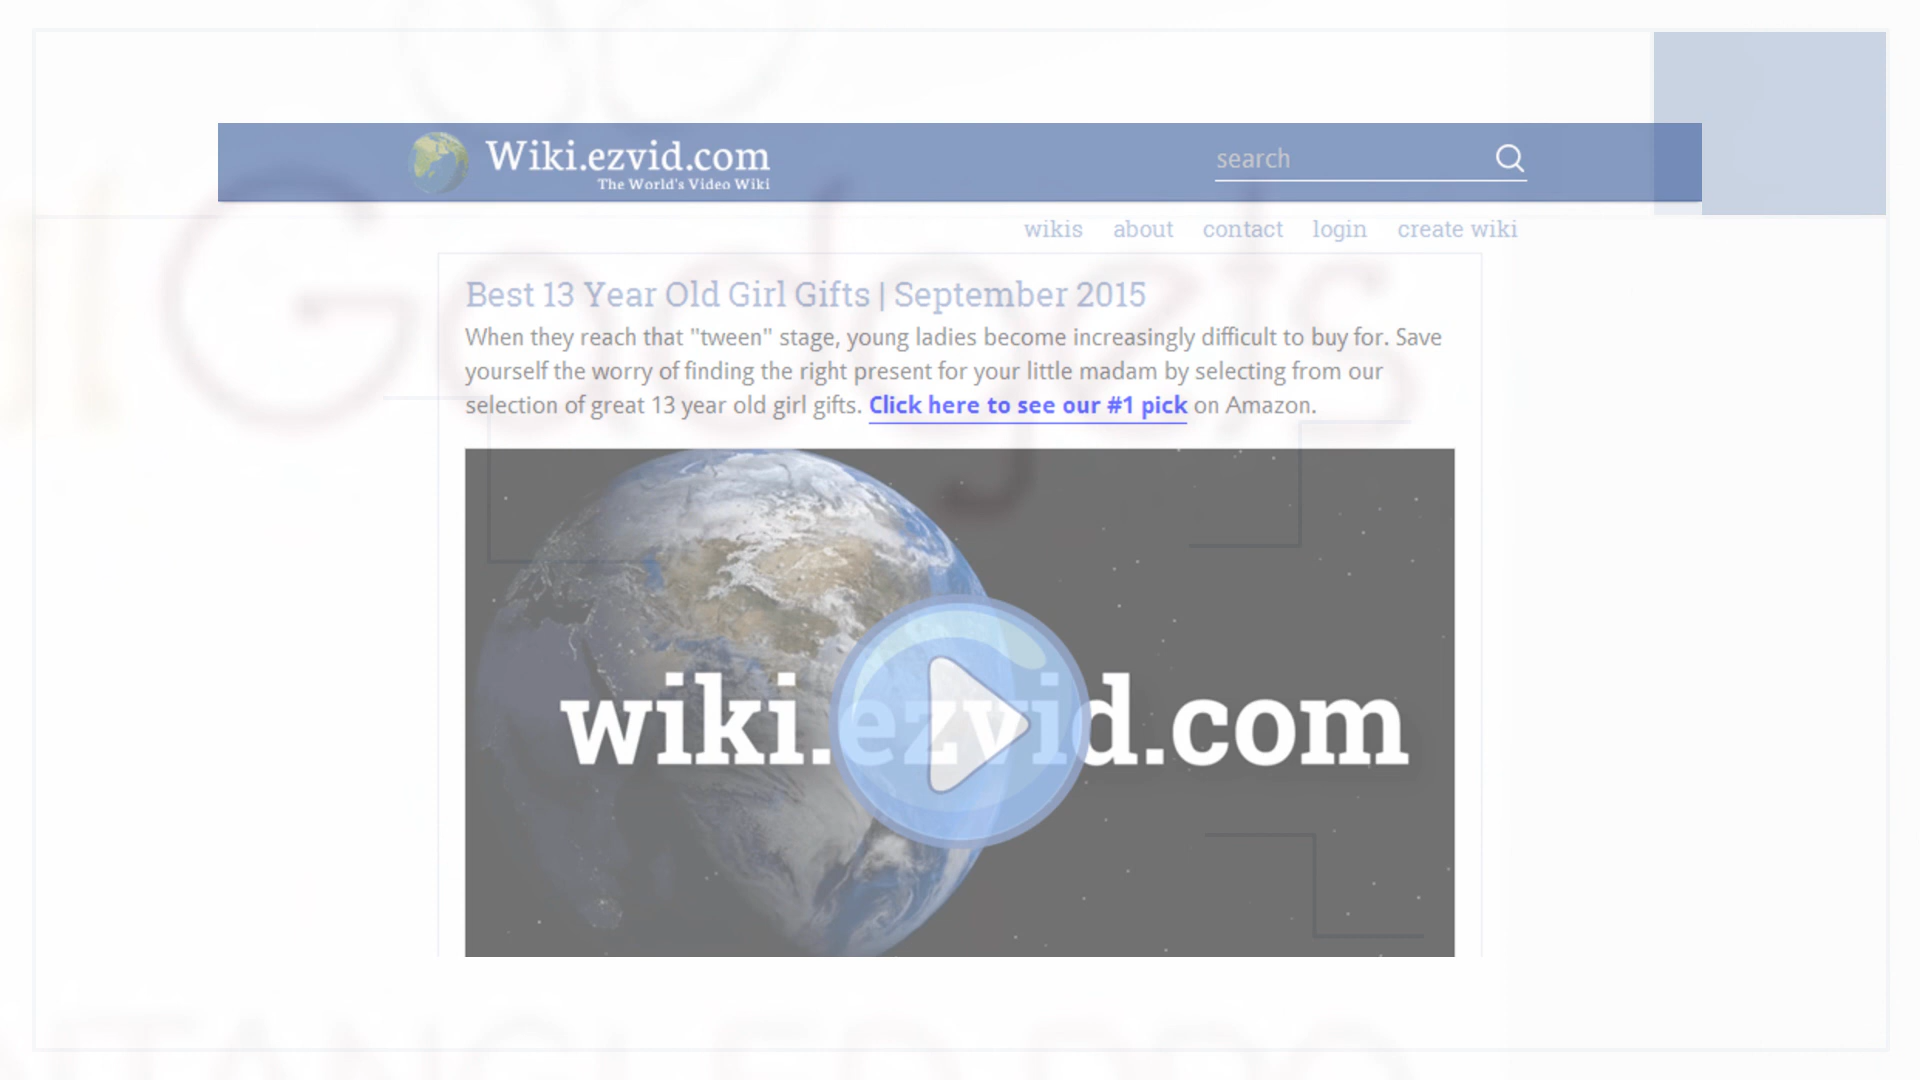 Wiki.ezvid.com
The World's Video Wiki
search
wikis about contact login create wiki
Best 13 Year Old Girl Gifts | September 2015
When they reach that "tween" stage, young ladies become increasingly difficult to buy for. Save
yourself the worry of finding the right present for your little madam by selecting from our
selection of great 13 year old girl gifts. Click here to see our #1 pick on Amazon.
Gadgets
wiki.ezvid.com